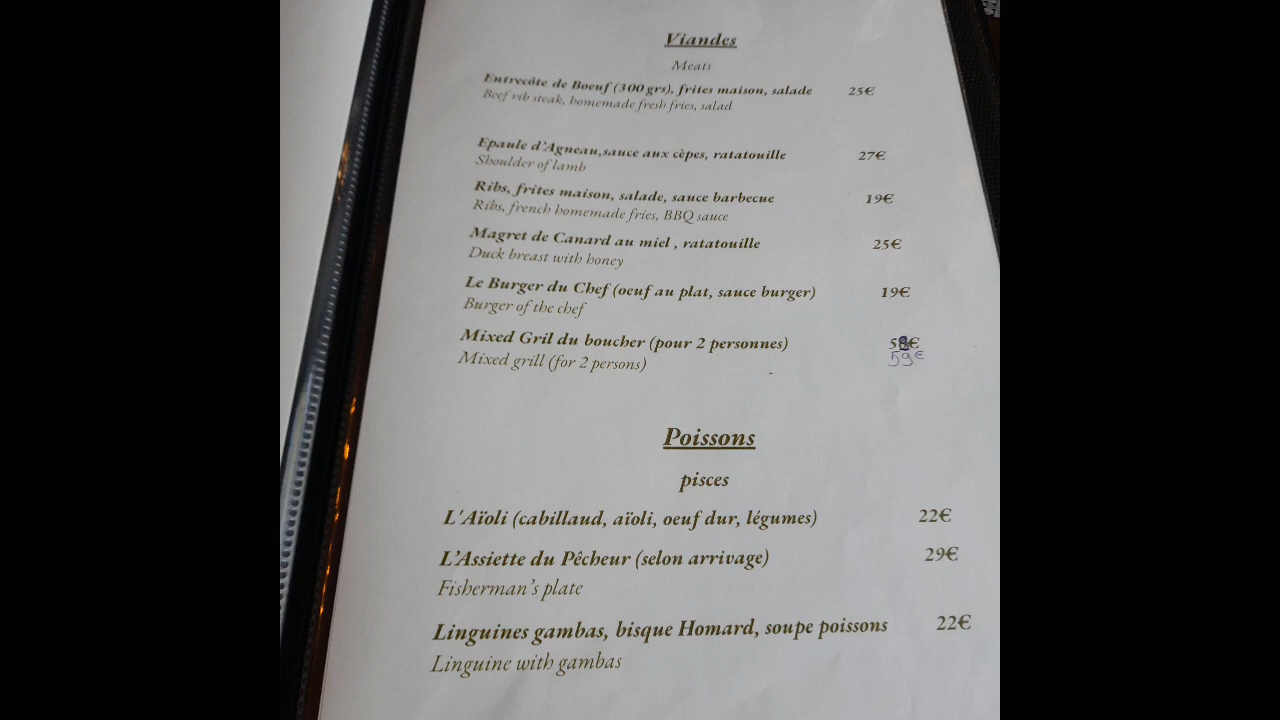 Viandes
Meats
Entrecôte de Boeuf (300 grs), frites maison, salade 25€
Beef rib steak, homemade fresh fries, salad
Epaule d'Agneau,sauce aux cèpes, ratatouille 27€
Shoulder of lamb
Ribs, frites maison, salade, sauce barbecue 19€
Ribs, french homemade fries, BBQ sauce
Magret de Canard au miel , ratatouille 25€
Duck breast with honey
Le Burger du Chef (oeuf au plat, sauce burger) 19€
Burger of the chef
Mixed Gril du boucher (pour 2 personnes)
Mixed grill (for 2 persons) 59€
Poissons
pisces
L'Aïoli (cabillaud, aïoli, oeuf dur, légumes) 22€
L'Assiette du Pêcheur (selon arrivage) 29€
Fisherman's plate
Linguines gambas, bisque Homard, soupe poissons 22€
Linguine with gambas